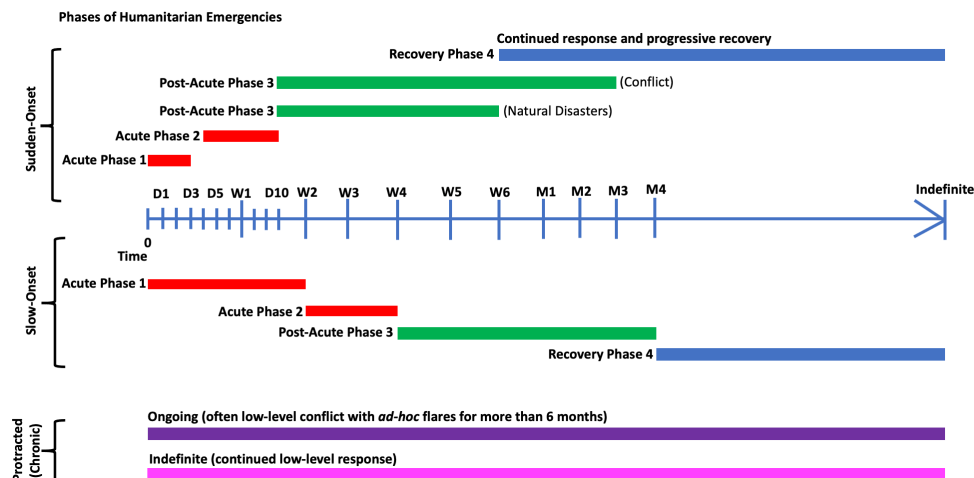 Phases of Humanitarian Emergencies
Continued response and progressive recovery
Recovery Phase 4
Post-Acute Phase 3 (Conflict)
Post-Acute Phase 3 (Natural Disasters)
Acute Phase 2
Acute Phase 1
Sudden-Onset
D1 D3 D5 W1 D10 W2 W3 W4 W5 W6 M1 M2 M3 M4 Indefinite
0
Time
Slow-Onset
Acute Phase 1
Acute Phase 2
Post-Acute Phase 3
Recovery Phase 4
Protracted
(Chronic)
Ongoing (often low-level conflict with ad-hoc flares for more than 6 months)
Indefinite (continued low-level response)